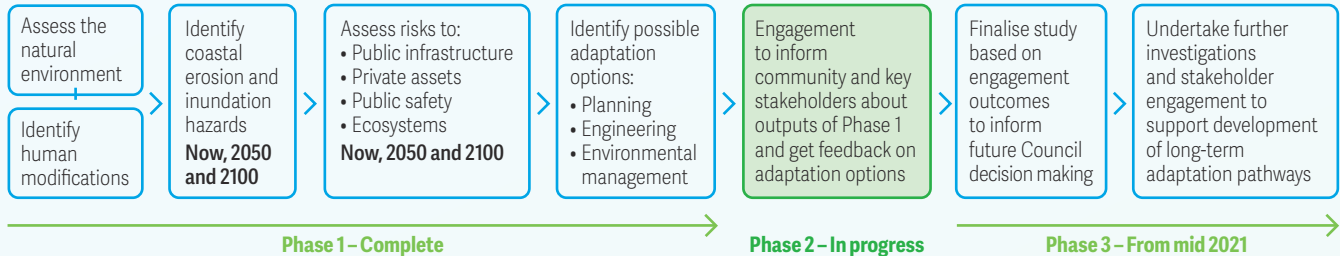 Assess the
natural
environment
Identify
human
modifications
Identify
coastal
erosion and
inundation
hazards
Now, 2050
and 2100
Assess risks to:
• Public infrastructure
• Private assets
• Public safety
• Ecosystems
Now, 2050 and 2100
Identify possible
adaptation
options:
• Planning
• Engineering
• Environmental
management
Engagement
to inform
community and key
stakeholders about
outputs of Phase 1
and get feedback on
adaptation options
Finalise study
based on
engagement
outcomes
to inform
future Council
decision making
Undertake further
investigations
and stakeholder
engagement to
support development
of long-term
adaptation pathways
Phase 1 – Complete
Phase 2 – In progress
Phase 3 – From mid 2021